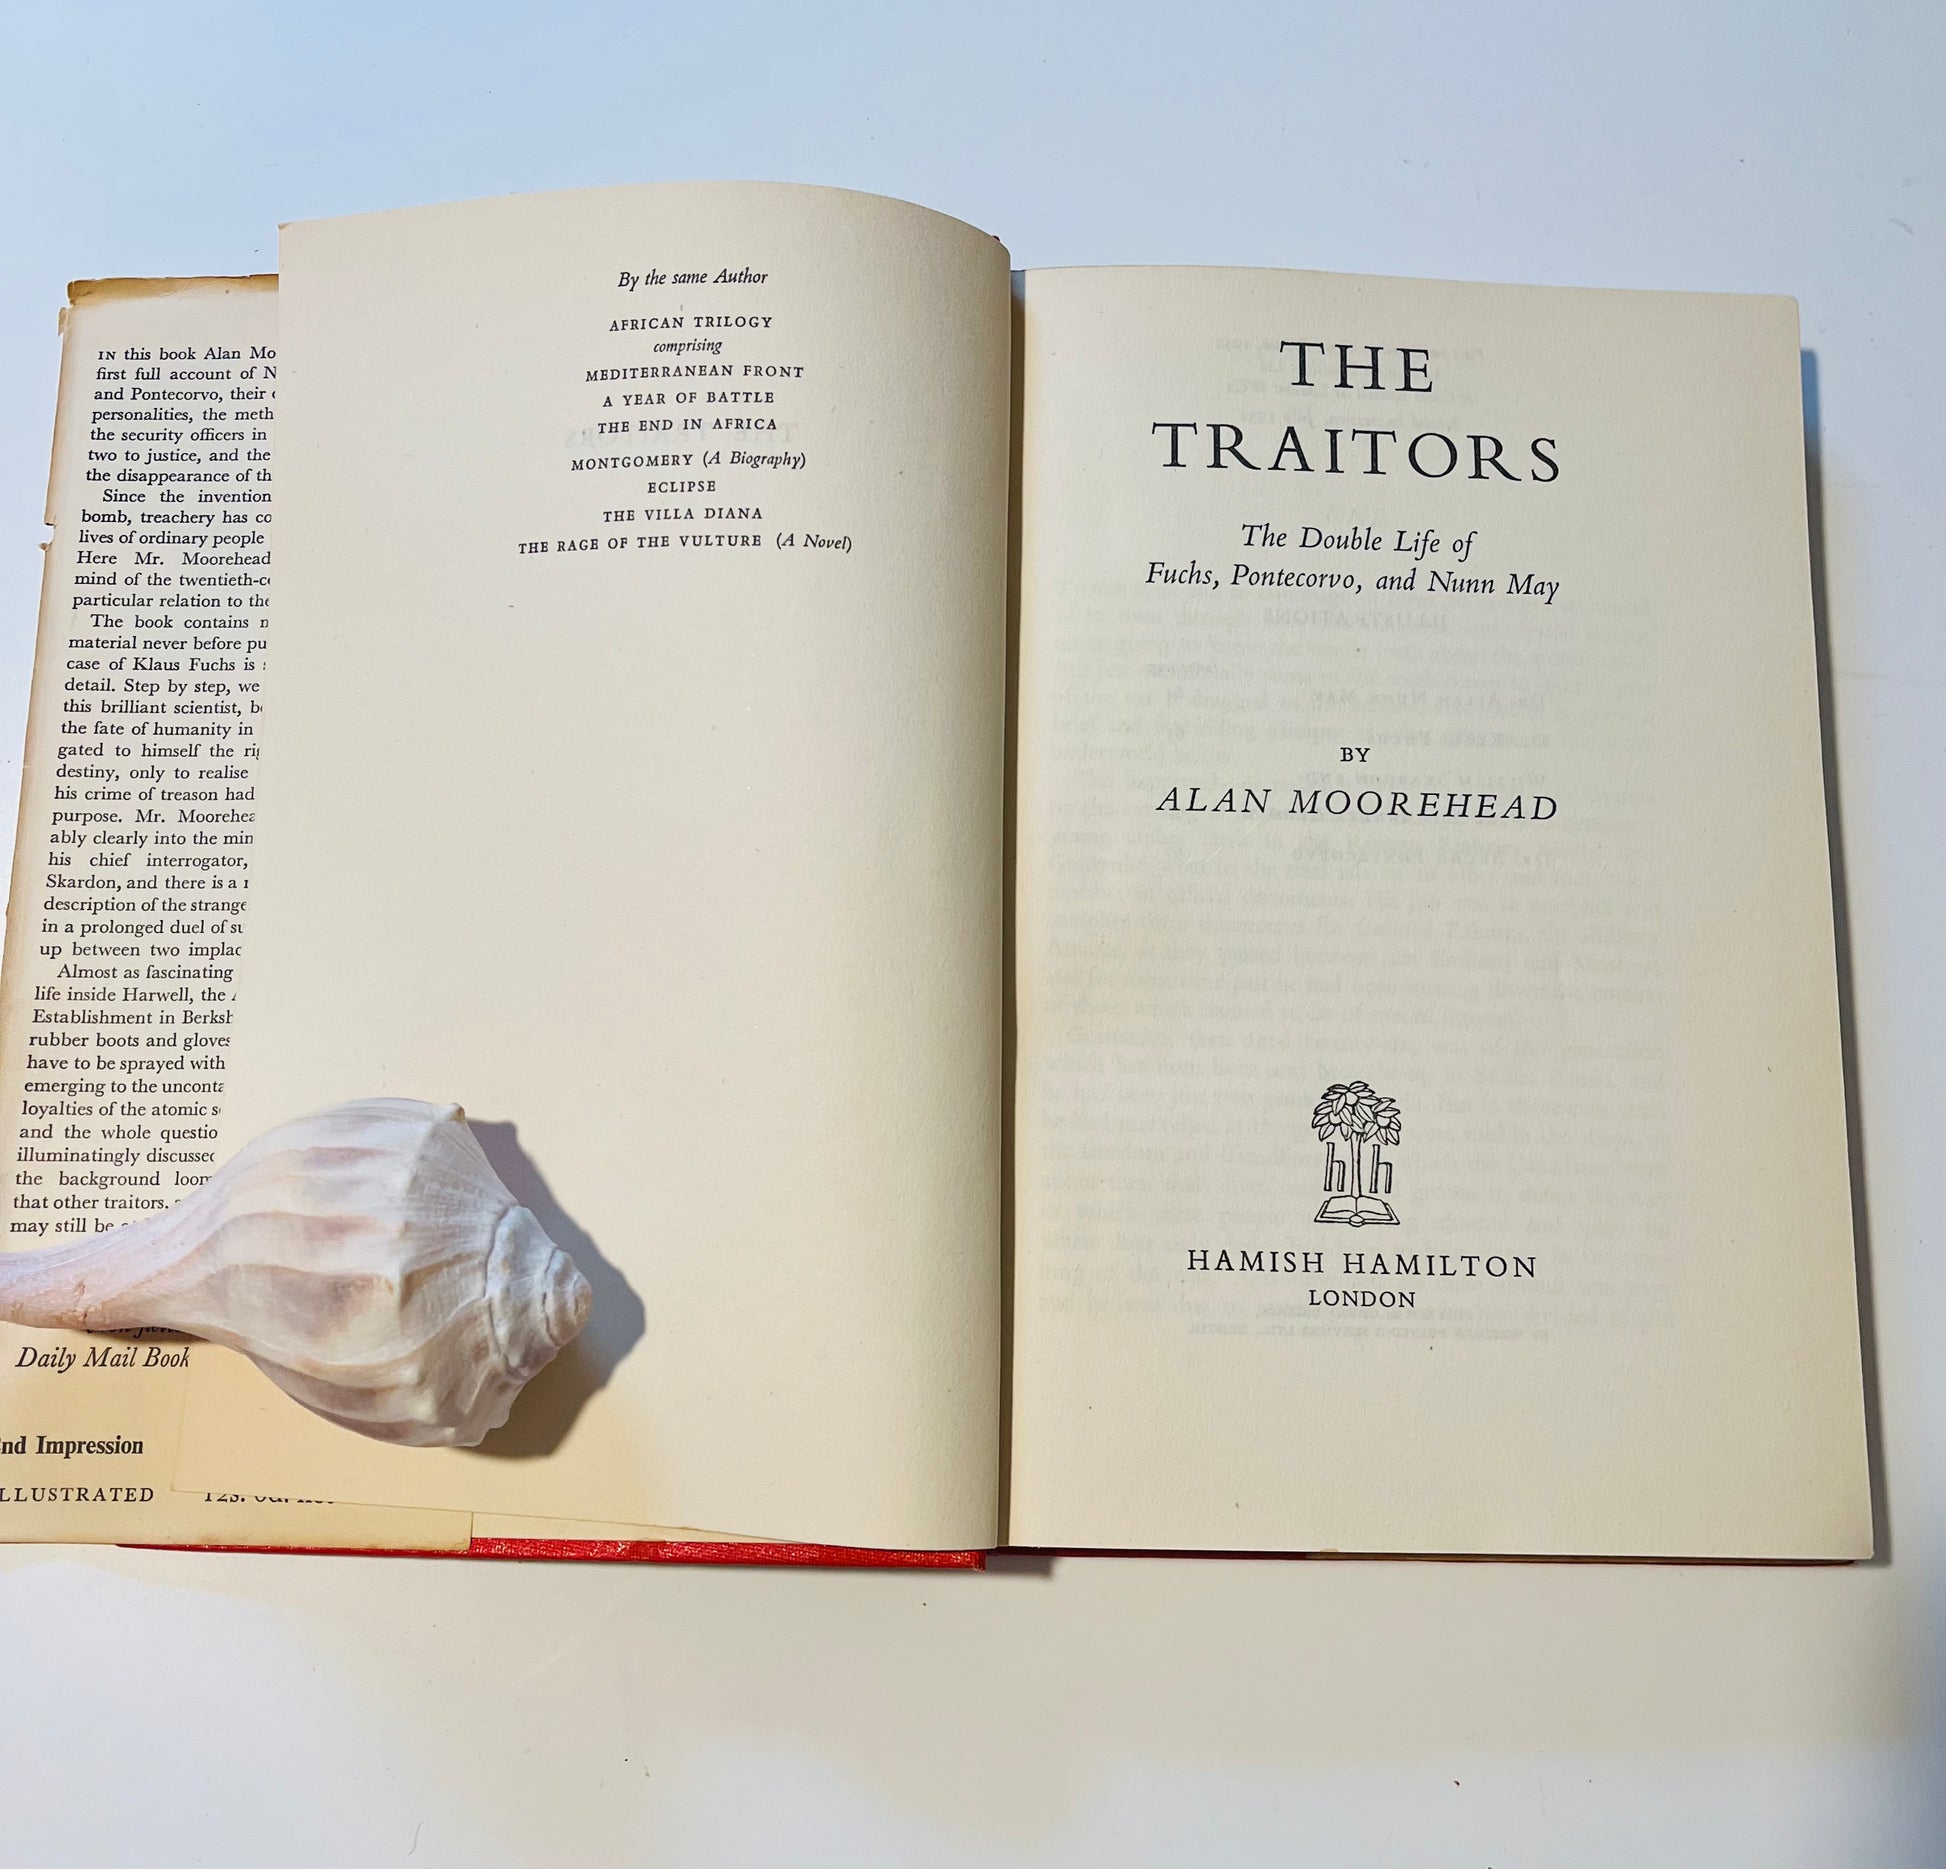 IN this book Alan Mo
first full account of N
and Pontecorvo, their
personalities, the meth
the security officers in
two to justice, and the
the disappearance of th
Since the invention
bomb, treachery has co
lives of ordinary people
Here Mr. Moorehead
mind of the twentieth-c
particular relation to the
The book contains n
material never before pu
case of Klaus Fuchs is
detail. Step by step, we
this brilliant scientist, b
the fate of humanity in
gated to himself the rig
destiny, only to realise
his crime of treason had
purpose. Mr. Moorehea
ably clearly into the min
his chief interrogator,
Skardon, and there is a
description of the strange
in a prolonged duel of
up between two implac
Almost as fascinating
life inside Harwell, the
Establishment in Berksh
rubber boots and gloves
have to be sprayed with
emerging to the uncont
loyalties of the atomic s
and the whole questio
illuminatingly discussed
the background loom
that other traitors,
may still be
Daily Mail Book
2nd Impression
ILLUSTRATED 12s. 6d. net
By the same Author
AFRICAN TRILOGY
comprising
MEDITERRANEAN FRONT
A YEAR OF BATTLE
THE END IN AFRICA
MONTGOMERY (A Biography)
ECLIPSE
THE VILLA DIANA
THE RAGE OF THE VULTURE (A Novel)
THE
TRAITORS
The Double Life of
Fuchs, Pontecorvo, and Nunn May
BY
ALAN MOOREHEAD
h h
HAMISH HAMILTON
LONDON